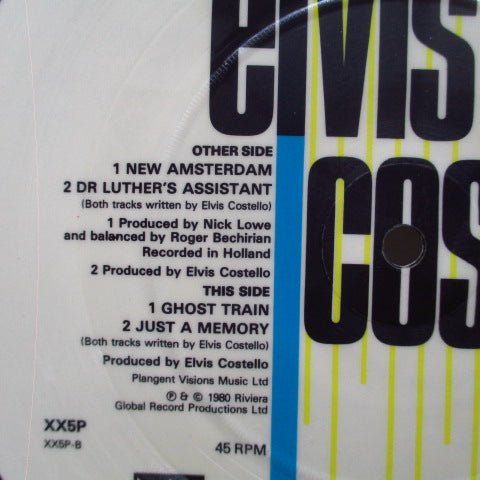 elvis
COS
OTHER SIDE
1 NEW AMSTERDAM
2 DR LUTHER'S ASSISTANT
(Both tracks written by Elvis Costello)
1 Produced by Nick Lowe
and balanced by Roger Bechirian
Recorded in Holland
2 Produced by Elvis Costello
THIS SIDE
1 GHOST TRAIN
2 JUST A MEMORY
(Both tracks written by Elvis Costello)
Produced by Elvis Costello
Plangent Visions Music Ltd
℗ & © 1980 Riviera
Global Record Productions Ltd
XX5P
XX5P-B
45 RPM